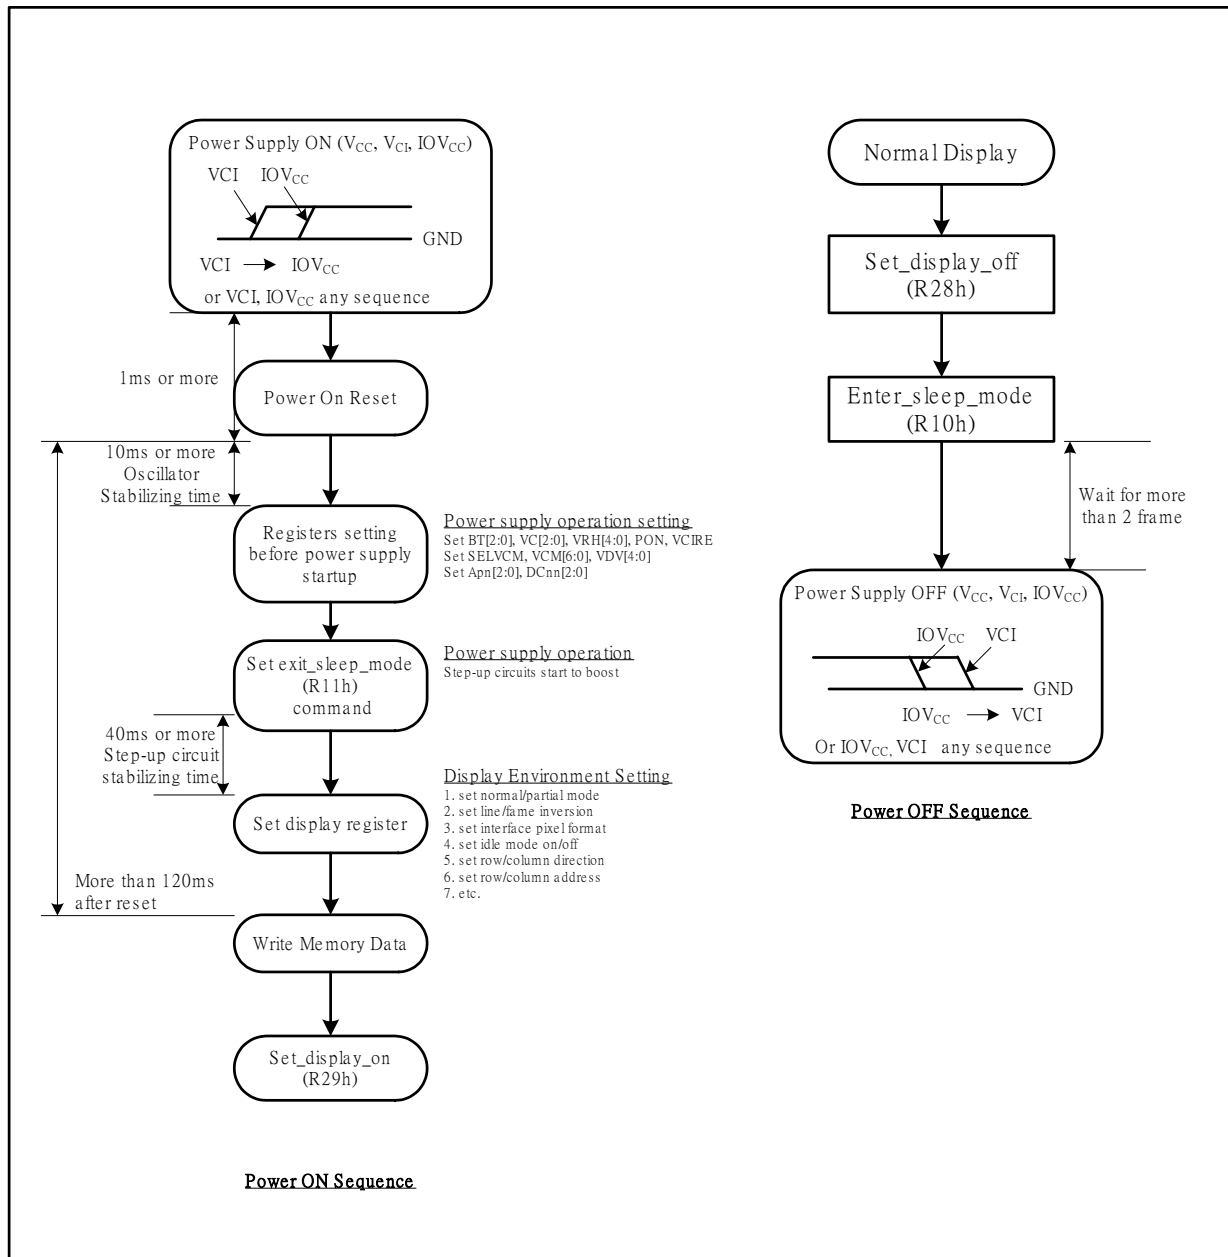 Power Supply ON (VCC, VCI, IOVCC)
VCI IOVCC
GND
VCI IOVCC
or VCI, IOVCC any sequence
1ms or more
Power On Reset
10ms or more
Oscillator
Stabilizing time
Registers setting
before power supply
startup
Power supply operation setting
Set BT[2:0], VC[2:0], VRH[4:0], PON, VCIRE
Set SELVCM, VCM[6:0], VDV[4:0]
Set Apn[2:0], DCnn[2:0]
Set exit_sleep_mode
(R11h)
command
Power supply operation
Step-up circuits start to boost
40ms or more
Step-up circuit
stabilizing time
Set display register
Display Environment Setting
1. set normal/partial mode
2. set line/fame inversion
3. set interface pixel format
4. set idle mode on/off
5. set row/column direction
6. set row/column address
7. etc.
More than 120ms
after reset
Write Memory Data
Set_display_on
(R29h)
Power ON Sequence
Normal Display
Set_display_off
(R28h)
Enter_sleep_mode
(R10h)
Wait for more
than 2 frame
Power Supply OFF (VCC, VCI, IOVCC)
IOVCC VCI
GND
IOVCC VCI
Or IOVCC, VCI any sequence
Power OFF Sequence